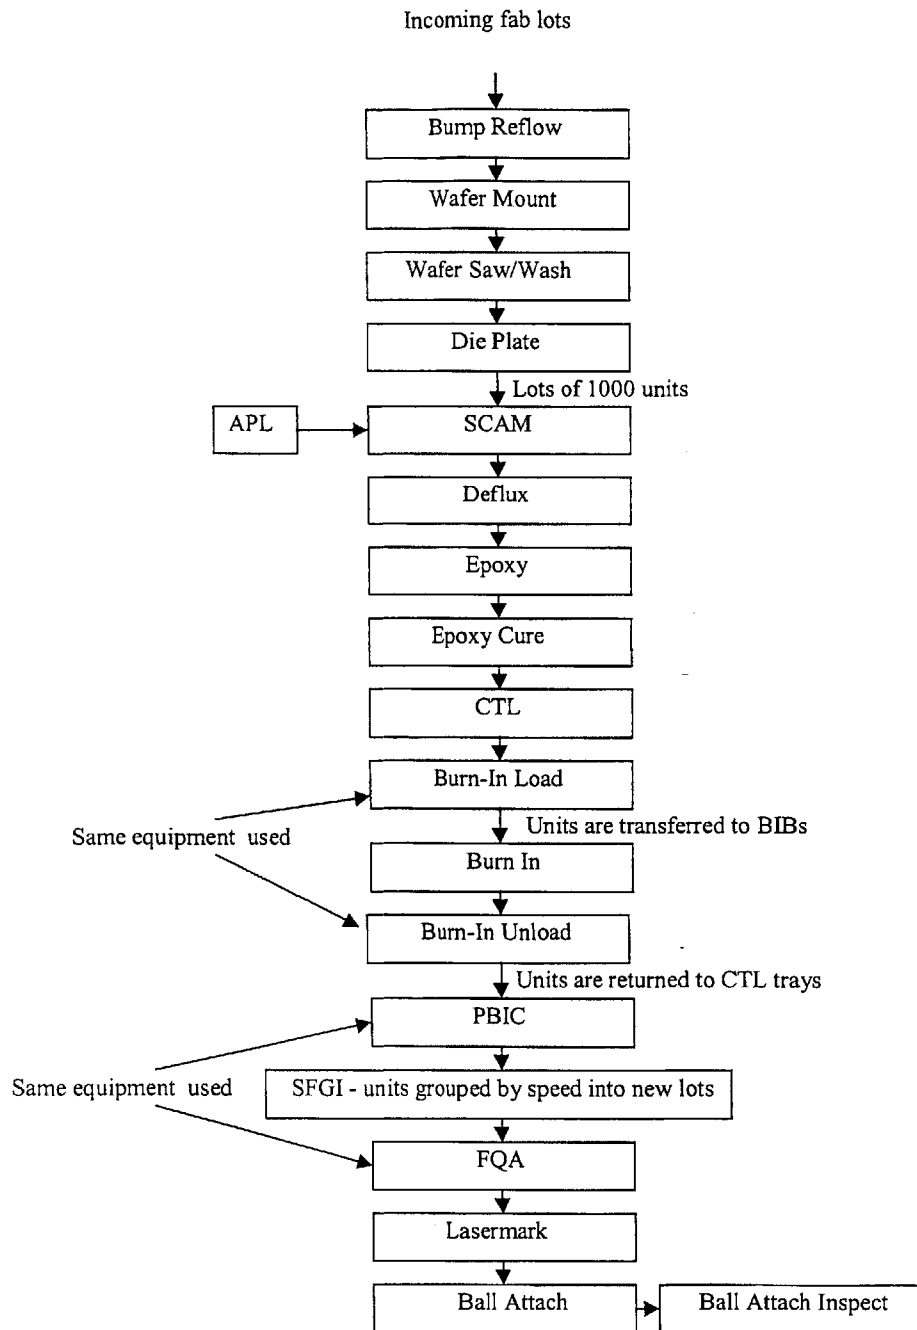 Incoming fab lots
Bump Reflow
Wafer Mount
Wafer Saw/Wash
Die Plate
Lots of 1000 units
APL
SCAM
Deflux
Epoxy
Epoxy Cure
CTL
Burn-In Load
Units are transferred to BIBs
Same equipment used
Burn In
Burn-In Unload
Units are returned to CTL trays
PBIC
Same equipment used
SFGI - units grouped by speed into new lots
FQA
Lasermark
Ball Attach
Ball Attach Inspect